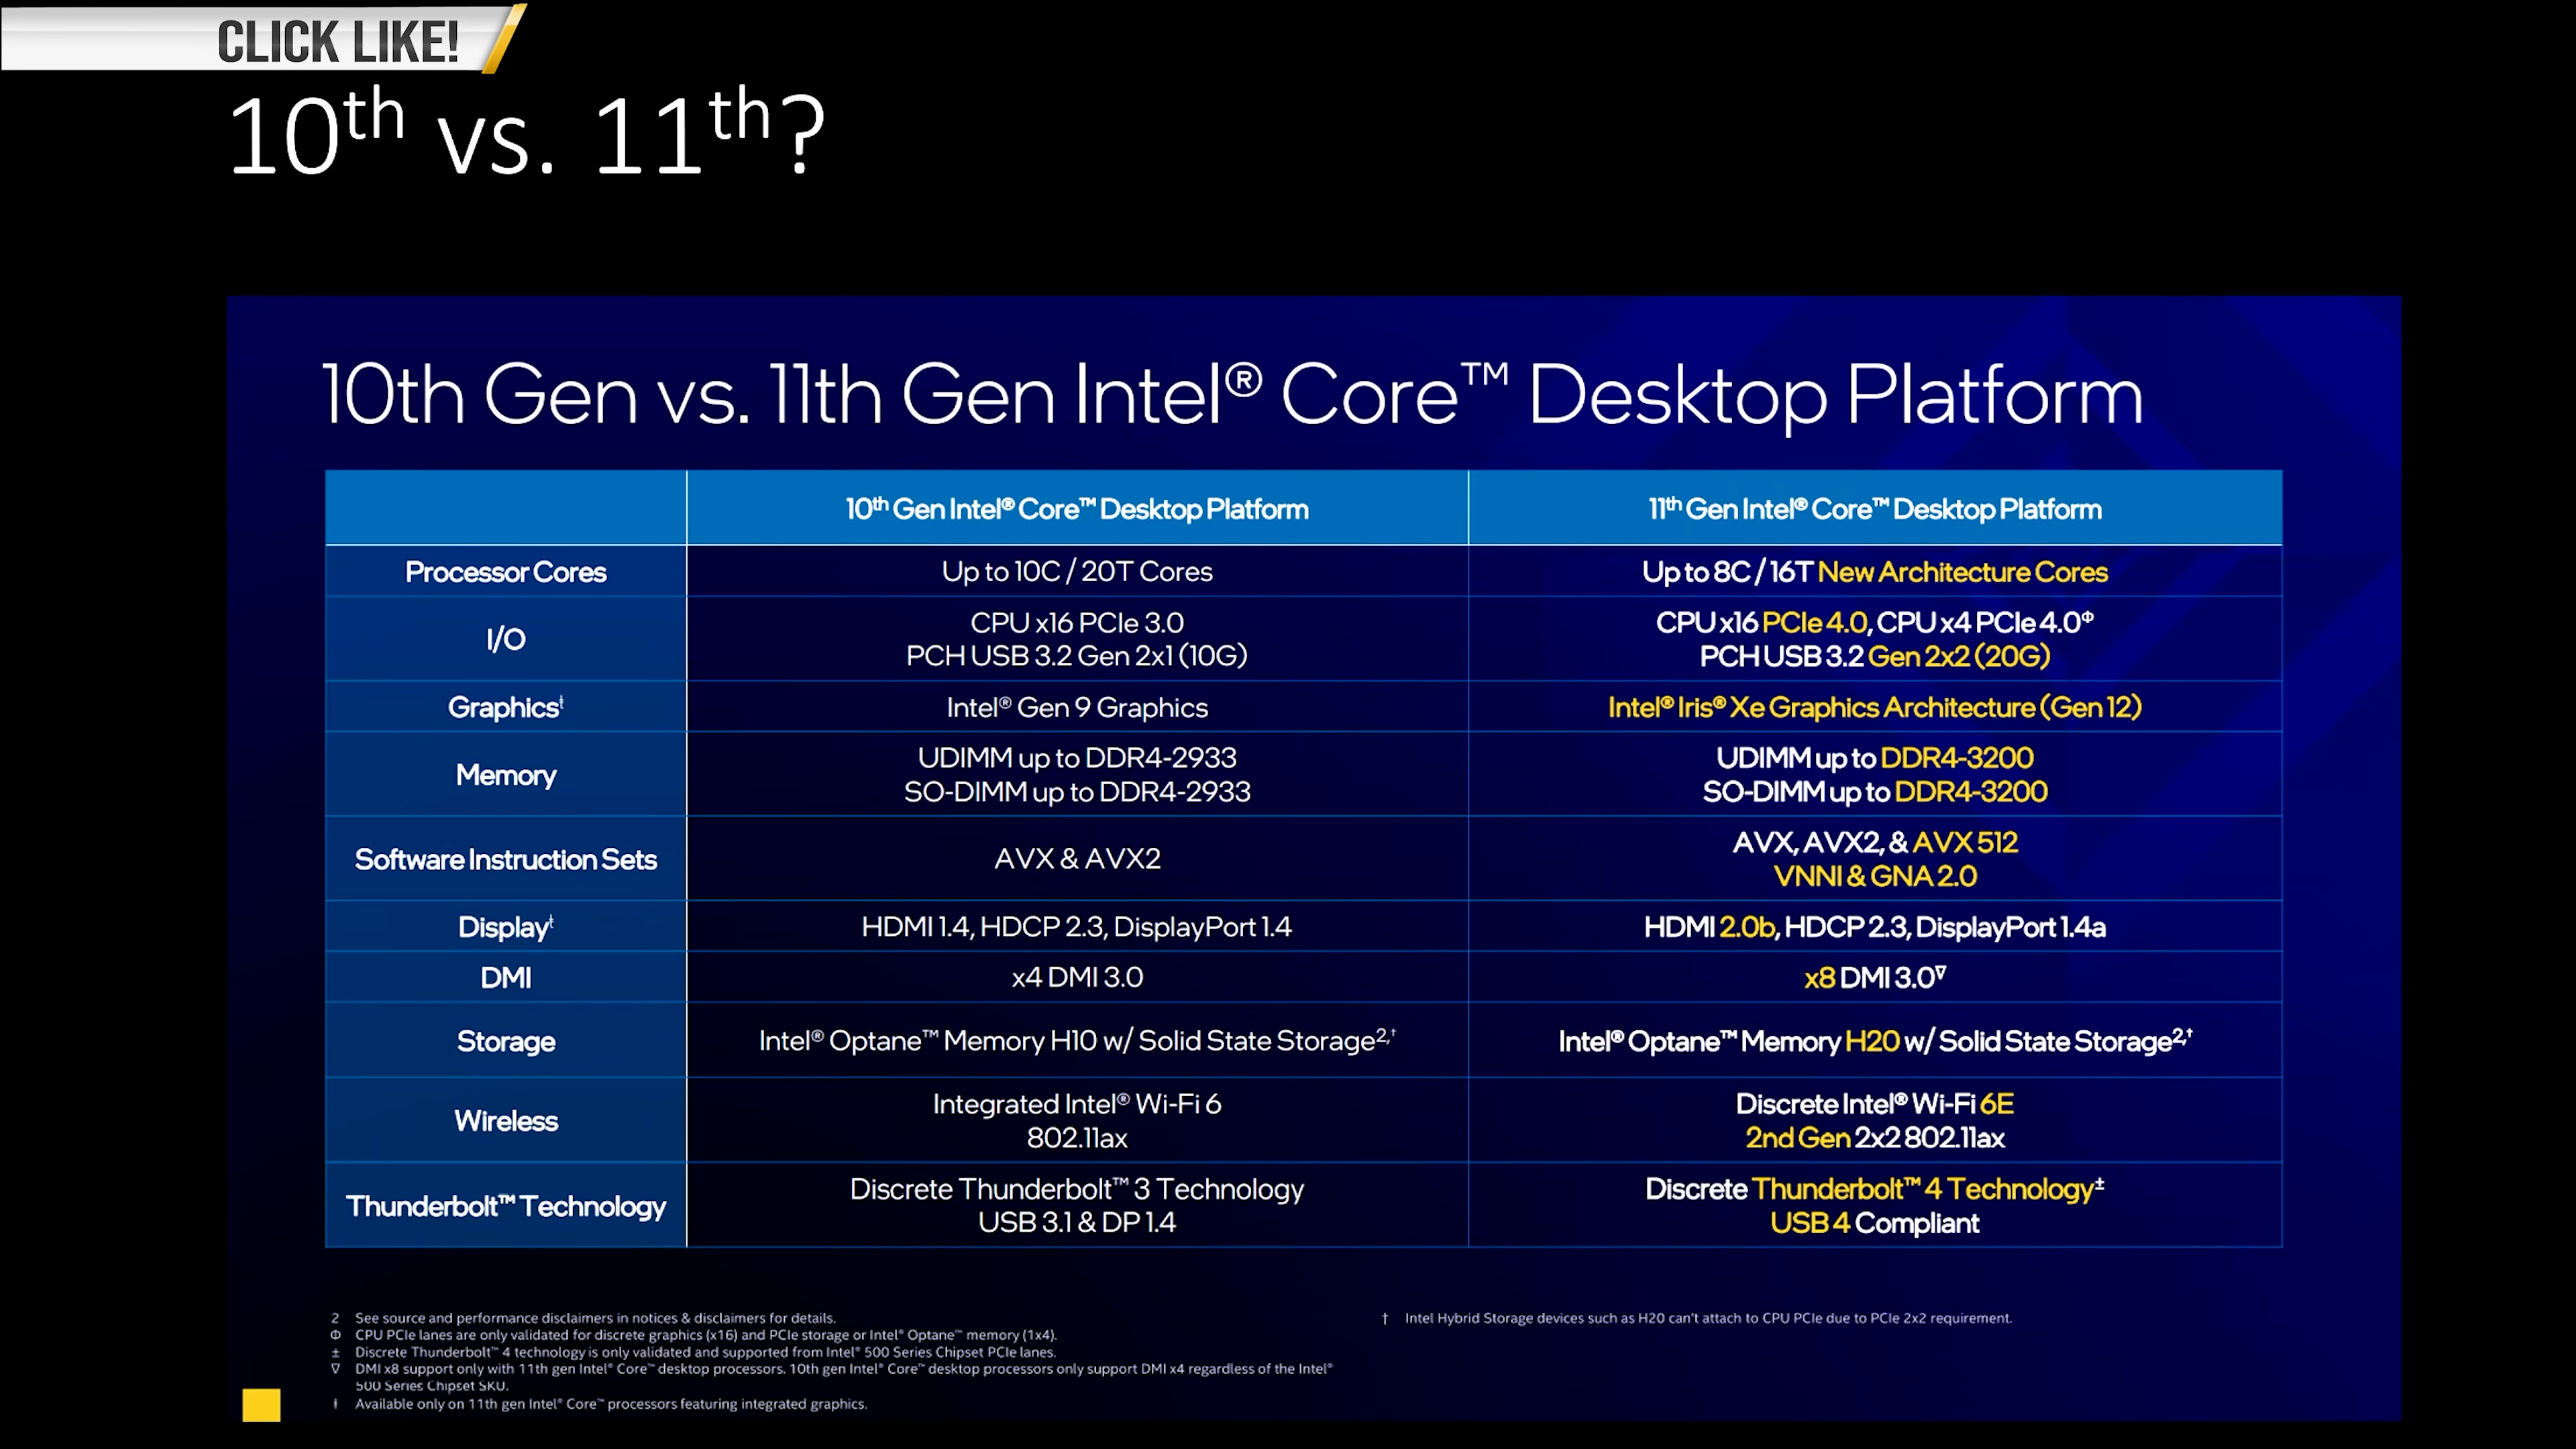 CLICK LIKE!
10th vs. 11th?
10th Gen vs. 11th Gen Intel® Core™ Desktop Platform
10th Gen Intel® Core™ Desktop Platform
11th Gen Intel® Core™ Desktop Platform
Processor Cores
Up to 10C / 20T Cores
Up to 8C / 16T New Architecture Cores
I/O
CPU x16 PCIe 3.0
PCH USB 3.2 Gen 2x1 (10G)
CPU x16 PCIe 4.0, CPU x4 PCIe 4.0Φ
PCH USB 3.2 Gen 2x2 (20G)
Graphicsƚ
Intel® Gen 9 Graphics
Intel® Iris® Xe Graphics Architecture (Gen 12)
Memory
UDIMM up to DDR4-2933
SO-DIMM up to DDR4-2933
UDIMM up to DDR4-3200
SO-DIMM up to DDR4-3200
Software Instruction Sets
AVX & AVX2
AVX, AVX2, & AVX 512
VNNI & GNA 2.0
Displayƚ
HDMI 1.4, HDCP 2.3, DisplayPort 1.4
HDMI 2.0b, HDCP 2.3, DisplayPort 1.4a
DMI
x4 DMI 3.0
x8 DMI 3.0∇
Storage
Intel® Optane™ Memory H10 w/ Solid State Storage2,†
Intel® Optane™ Memory H20 w/ Solid State Storage2,†
Wireless
Integrated Intel® Wi-Fi 6
802.11ax
Discrete Intel® Wi-Fi 6E
2nd Gen 2x2 802.11ax
Thunderbolt™ Technology
Discrete Thunderbolt™ 3 Technology
USB 3.1 & DP 1.4
Discrete Thunderbolt™ 4 Technology±
USB 4 Compliant
2 See source and performance disclaimers in notices & disclaimers for details.
Φ CPU PCIe lanes are only validated for discrete graphics (x16) and PCIe storage or Intel® Optane™ memory (1x4).
± Discrete Thunderbolt™ 4 technology is only validated and supported from Intel® 500 Series Chipset PCIe lanes.
∇ DMI x8 support only with 11th gen Intel® Core™ desktop processors. 10th gen Intel® Core™ desktop processors only support DMI x4 regardless of the Intel®
500 Series Chipset SKU.
ƚ Available only on 11th gen Intel® Core™ processors featuring integrated graphics.
† Intel Hybrid Storage devices such as H20 can't attach to CPU PCIe due to PCIe 2x2 requirement.